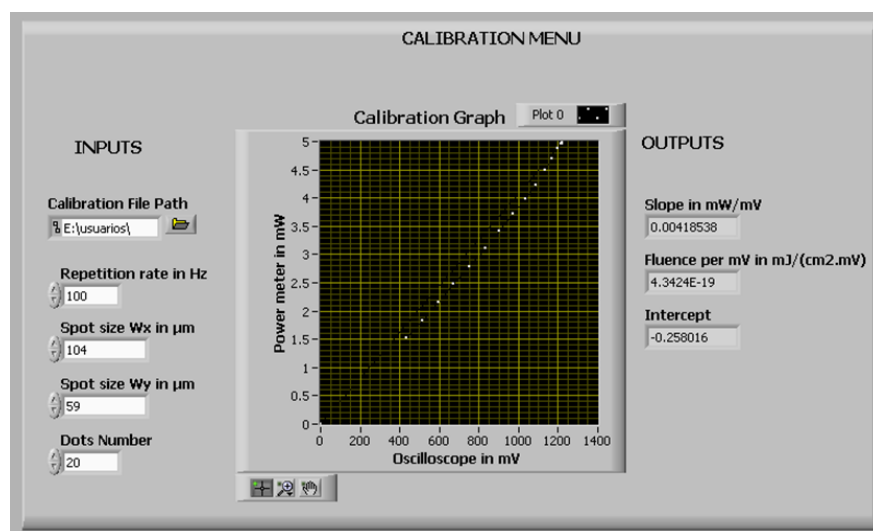 CALIBRATION MENU
INPUTS
Calibration File Path
E:\usuarios\
Repetition rate in Hz
100
Spot size Wx in µm
104
Spot size Wy in µm
59
Dots Number
20
Calibration Graph
Plot 0
Power meter in mW
5
4.5
4
3.5
3
2.5
2
1.5
1
0.5
0
0 200 400 600 800 1000 1200 1400
Oscilloscope in mV
OUTPUTS
Slope in mW/mV
0.00418538
Fluence per mV in mJ/(cm2.mV)
4.3424E-19
Intercept
-0.258016